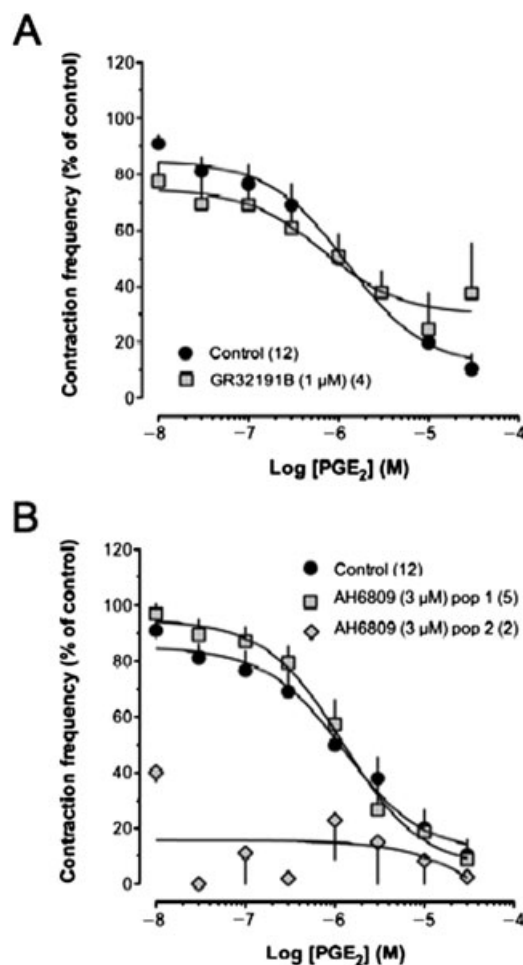 A
Contraction frequency (% of control)
120
100
80
60
40
20
0
Control (12)
GR32191B (1 µM) (4)
−8 −7 −6 −5 −4
Log [PGE₂] (M)
B
Contraction frequency (% of control)
120
100
80
60
40
20
0
Control (12)
AH6809 (3 µM) pop 1 (5)
AH6809 (3 µM) pop 2 (2)
−8 −7 −6 −5 −4
Log [PGE₂] (M)